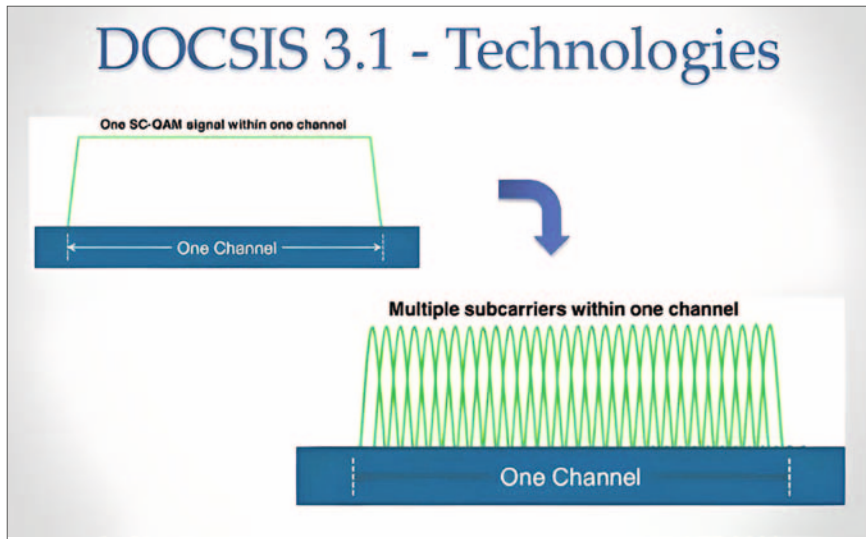 DOCSIS 3.1 - Technologies
One SC-QAM signal within one channel
One Channel
Multiple subcarriers within one channel
One Channel